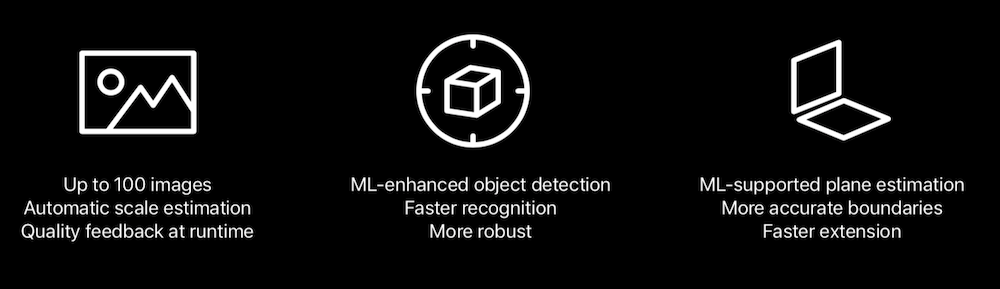 Up to 100 images
Automatic scale estimation
Quality feedback at runtime
ML-enhanced object detection
Faster recognition
More robust
ML-supported plane estimation
More accurate boundaries
Faster extension